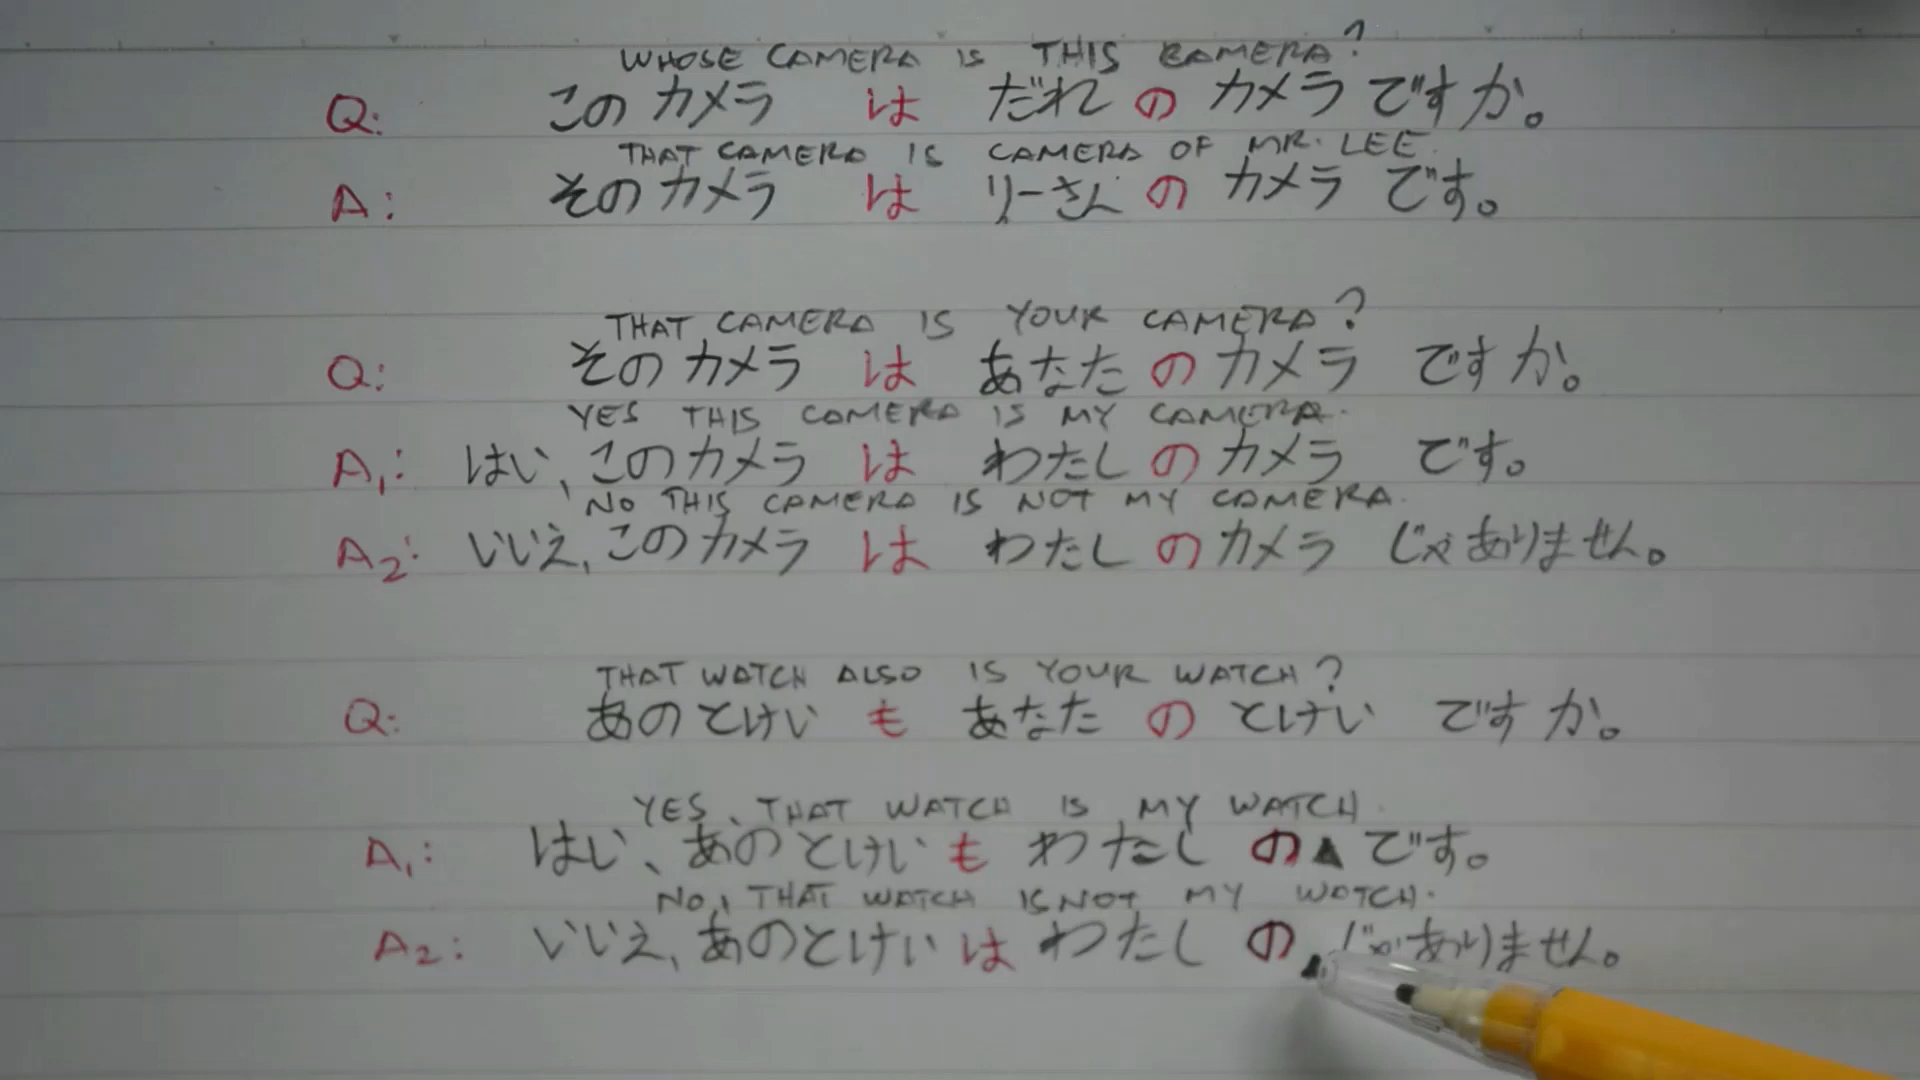 WHOSE CAMERA IS THIS CAMERA?
Q: このカメラ は だれ の カメラ ですか。
THAT CAMERA IS CAMERA OF MR. LEE.
A: そのカメラ は リーさん の カメラ です。
THAT CAMERA IS YOUR CAMERA?
Q: そのカメラ は あなた の カメラ ですか。
YES THIS CAMERA IS MY CAMERA.
A1: はい、このカメラ は わたし の カメラ です。
NO THIS CAMERA IS NOT MY CAMERA.
A2: いいえ、このカメラ は わたし の カメラ じゃありません。
THAT WATCH ALSO IS YOUR WATCH?
Q: あのとけい も あなた の とけい ですか。
YES, THAT WATCH IS MY WATCH.
A1: はい、あのとけい も わたし の▲です。
NO, THAT WATCH IS NOT MY WATCH.
A2: いいえ、あのとけい は わたし の じゃありません。